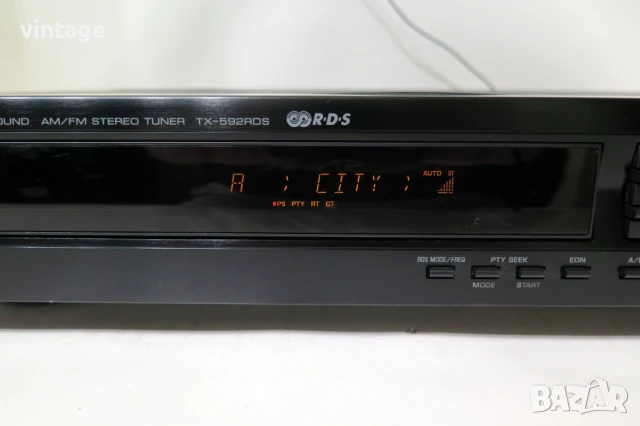 vintage
OUND AM/FM STEREO TUNER TX-592RDS R·D·S
A > CITY > AUTO ST
PS PTY RT CT
RDS MODE/FREQ PTY SEEK EON A/
MODE START
BAZAR